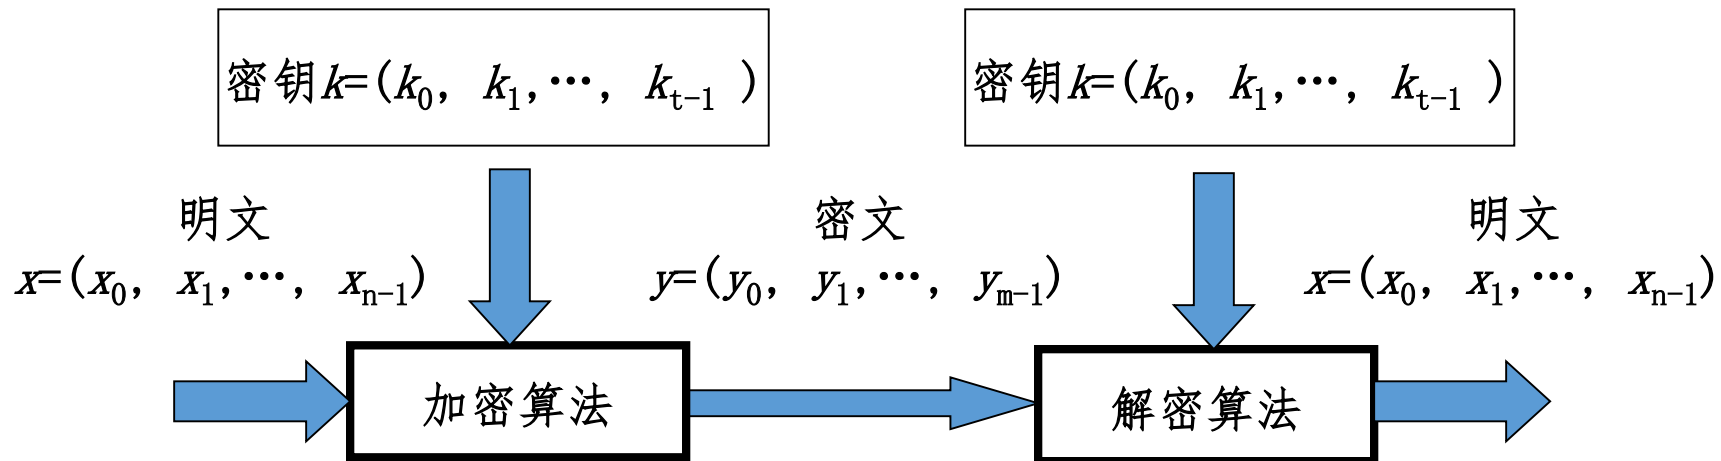 密钥k=(k₀, k₁,…, kₜ₋₁ )
密钥k=(k₀, k₁,…, kₜ₋₁ )
明文
x=(x₀, x₁,…, xₙ₋₁)
密文
y=(y₀, y₁,…, yₘ₋₁)
明文
x=(x₀, x₁,…, xₙ₋₁)
加密算法
解密算法